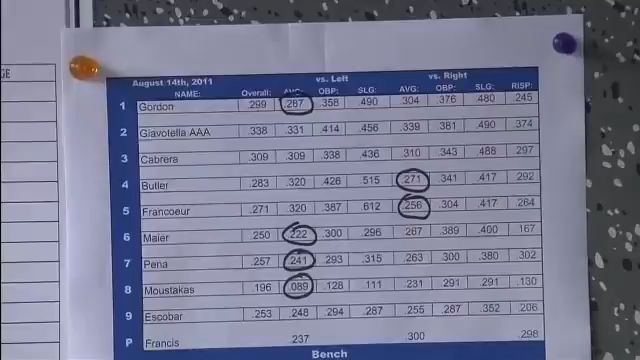 GE
August 14th, 2011 vs. Left vs. Right
NAME: Overall: AVG: OBP: SLG: AVG: OBP: SLG: RISP:
1 Gordon .299 .287 .358 .490 .304 .376 .480 .245
2 Giavotella AAA .338 .331 .414 .456 .339 .381 .490 .374
3 Cabrera .309 .309 .338 .436 .310 .343 .488 .297
4 Butler .283 .320 .426 .515 .271 .341 .417 .292
5 Francoeur .271 .320 .387 .612 .256 .304 .417 .264
6 Maier .250 .222 .300 .296 .267 .389 .400 .167
7 Pena .257 .241 .293 .315 .263 .300 .380 .302
8 Moustakas .196 .089 .128 .111 .231 .291 .291 .130
9 Escobar .253 .248 .294 .287 .255 .287 .352 .206
P Francis .237 .300 .298
Bench